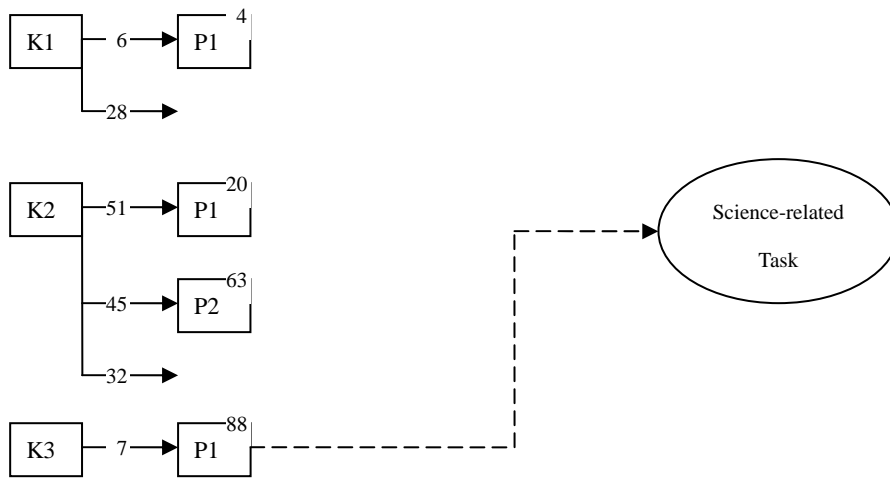 4
K1 6 P1
28
20
K2 51 P1
Science-related
Task
63
45 P2
32
88
K3 7 P1